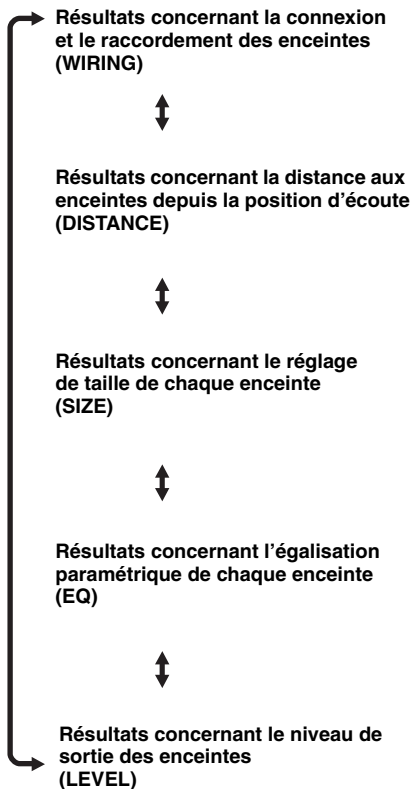 Résultats concernant la connexion
et le raccordement des enceintes
(WIRING)
Résultats concernant la distance aux
enceintes depuis la position d’écoute
(DISTANCE)
Résultats concernant le réglage
de taille de chaque enceinte
(SIZE)
Résultats concernant l’égalisation
paramétrique de chaque enceinte
(EQ)
Résultats concernant le niveau de
sortie des enceintes
(LEVEL)